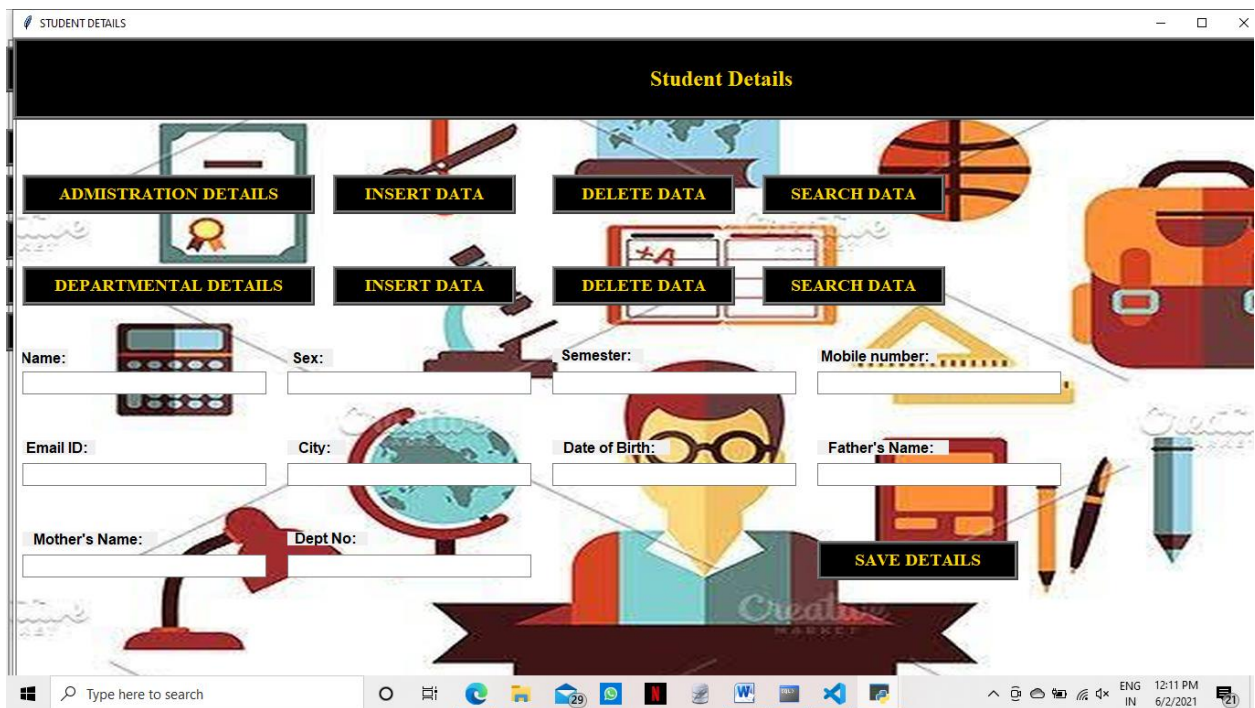 STUDENT DETAILS
Student Details
ADMISTRATION DETAILS INSERT DATA DELETE DATA SEARCH DATA
DEPARTMENTAL DETAILS INSERT DATA DELETE DATA SEARCH DATA
+A
Name: Sex: Semester: Mobile number:
Email ID: City: Date of Birth: Father's Name:
Mother's Name: Dept No:
SAVE DETAILS
Creative
MARKET
Type here to search
29
ENG
IN
12:11 PM
6/2/2021
21